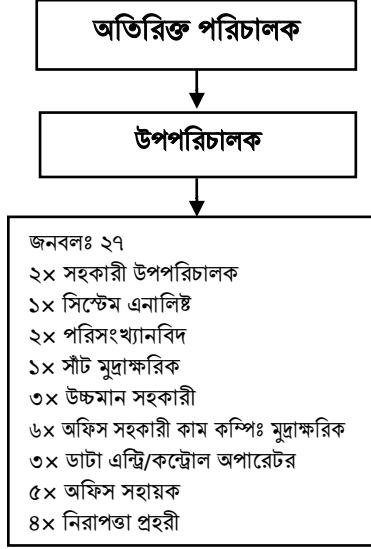 অতিরিক্ত পরিচালক
উপপরিচালক
জনবলঃ ২৭
২× সহকারী উপপরিচালক
১× সিস্টেম এনালিষ্ট
২× পরিসংখ্যানবিদ
১× সাঁট মুদ্রাক্ষরিক
৩× উচ্চমান সহকারী
৬× অফিস সহকারী কাম কম্পিঃ মুদ্রাক্ষরিক
৩× ডাটা এন্ট্রি/কন্ট্রোল অপারেটর
৫× অফিস সহায়ক
৪× নিরাপত্তা প্রহরী